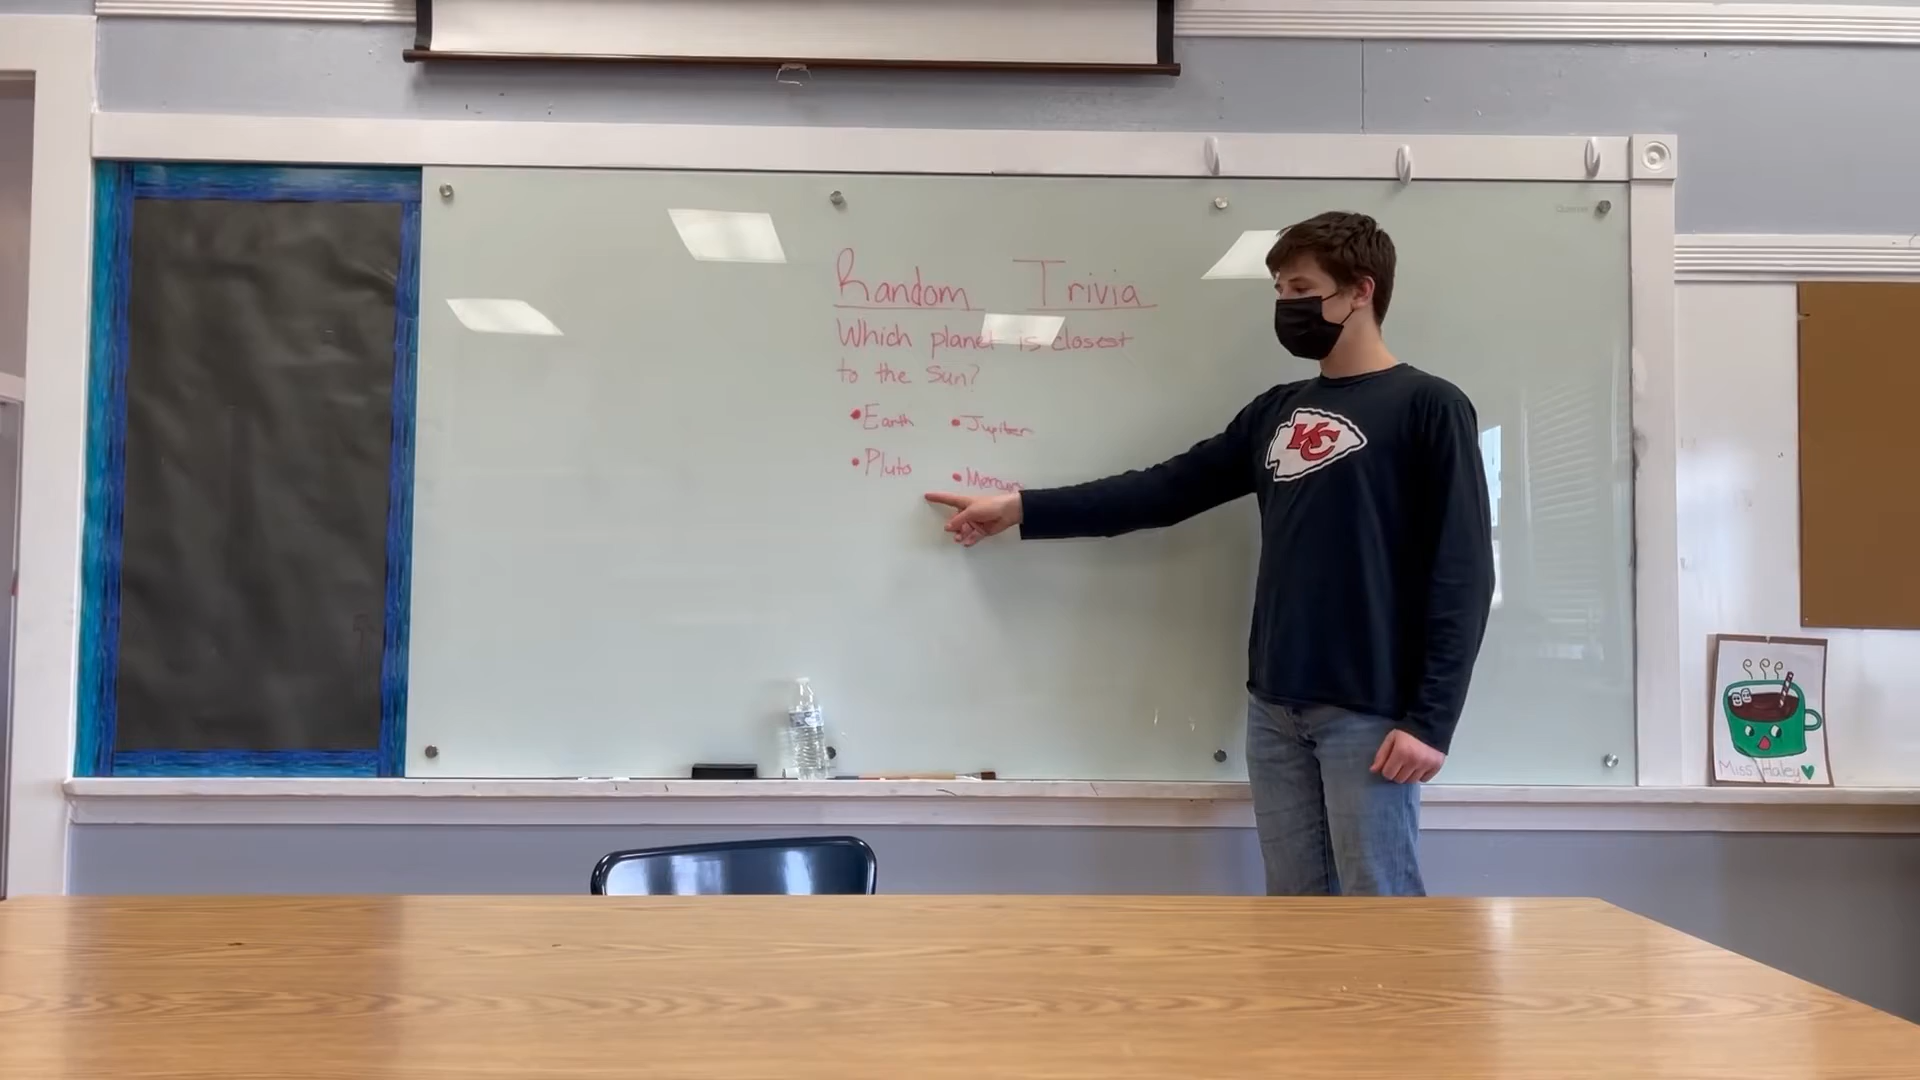 Random Trivia
Which planet is closest
to the Sun?
• Earth • Jupiter
• Pluto • Mercury
KC
Miss Haley